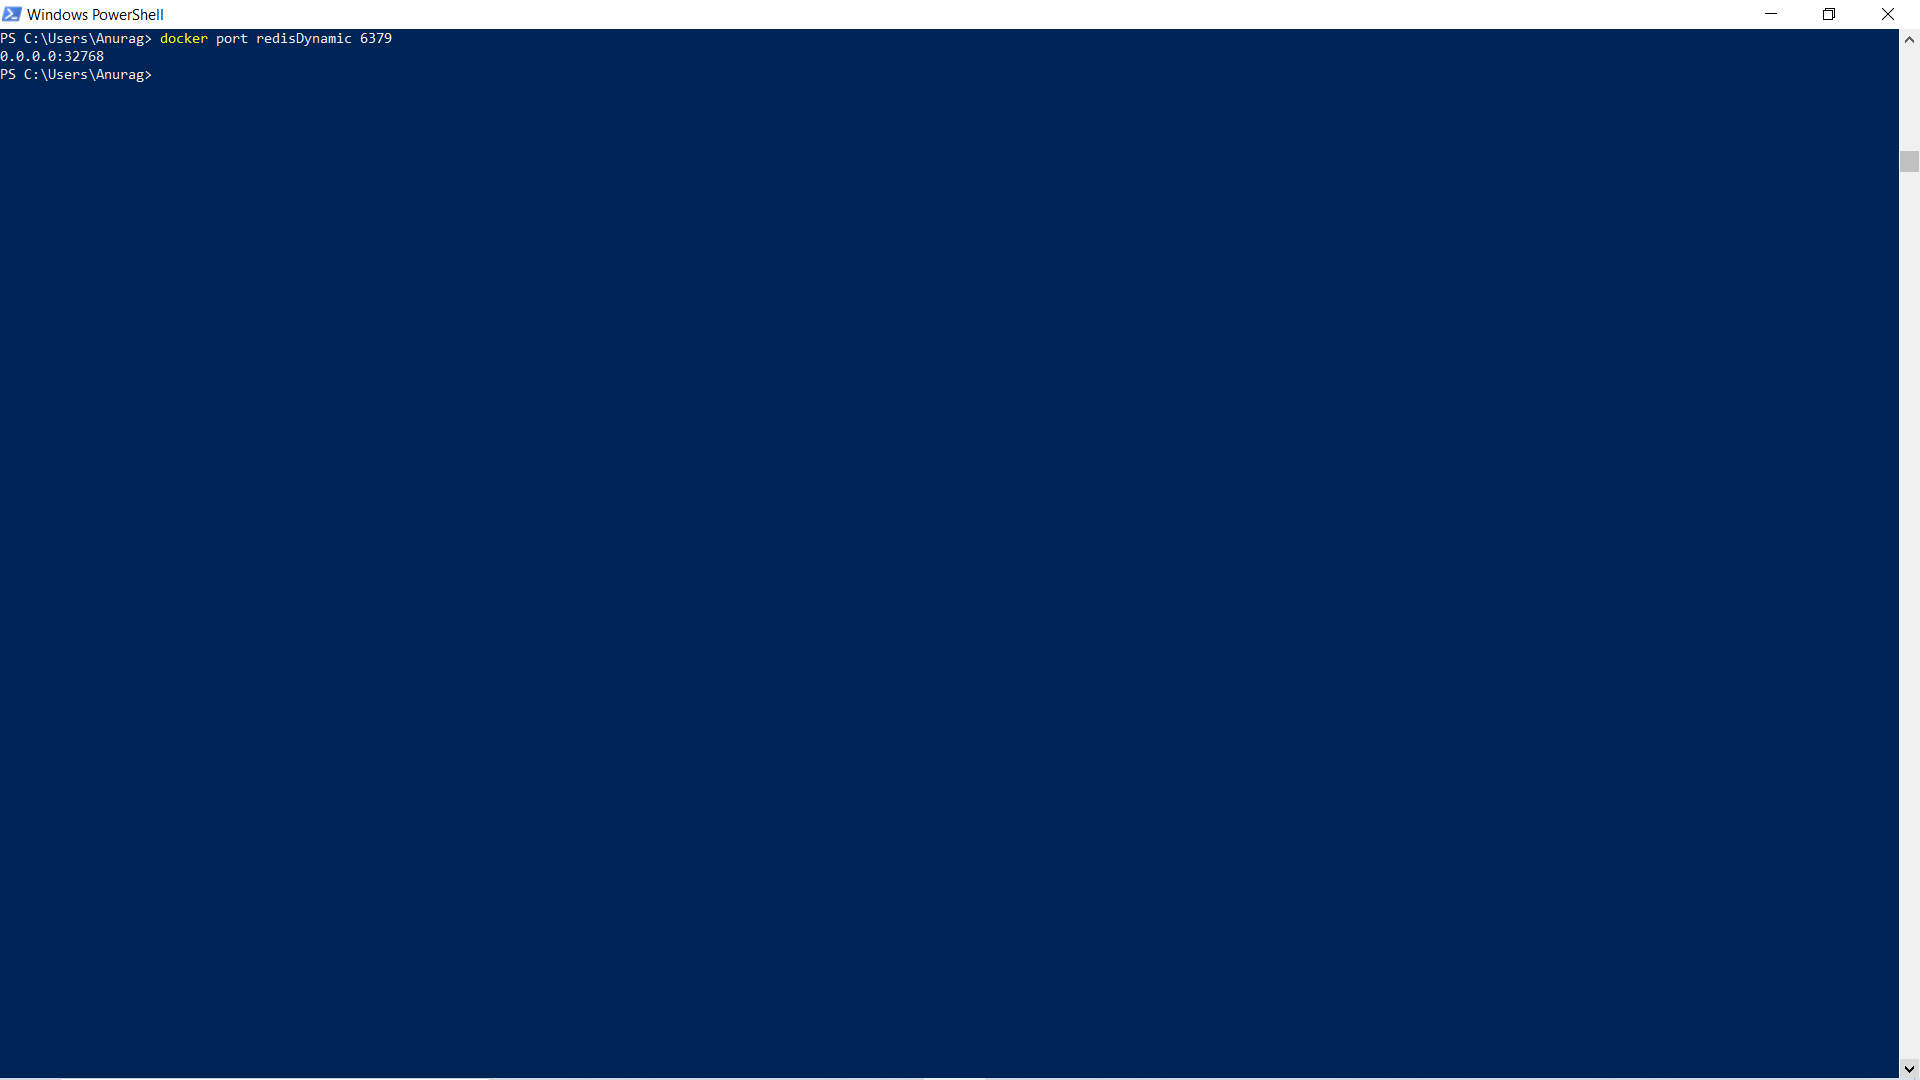 Windows PowerShell
PS C:\Users\Anurag> docker port redisDynamic 6379
0.0.0.0:32768
PS C:\Users\Anurag>